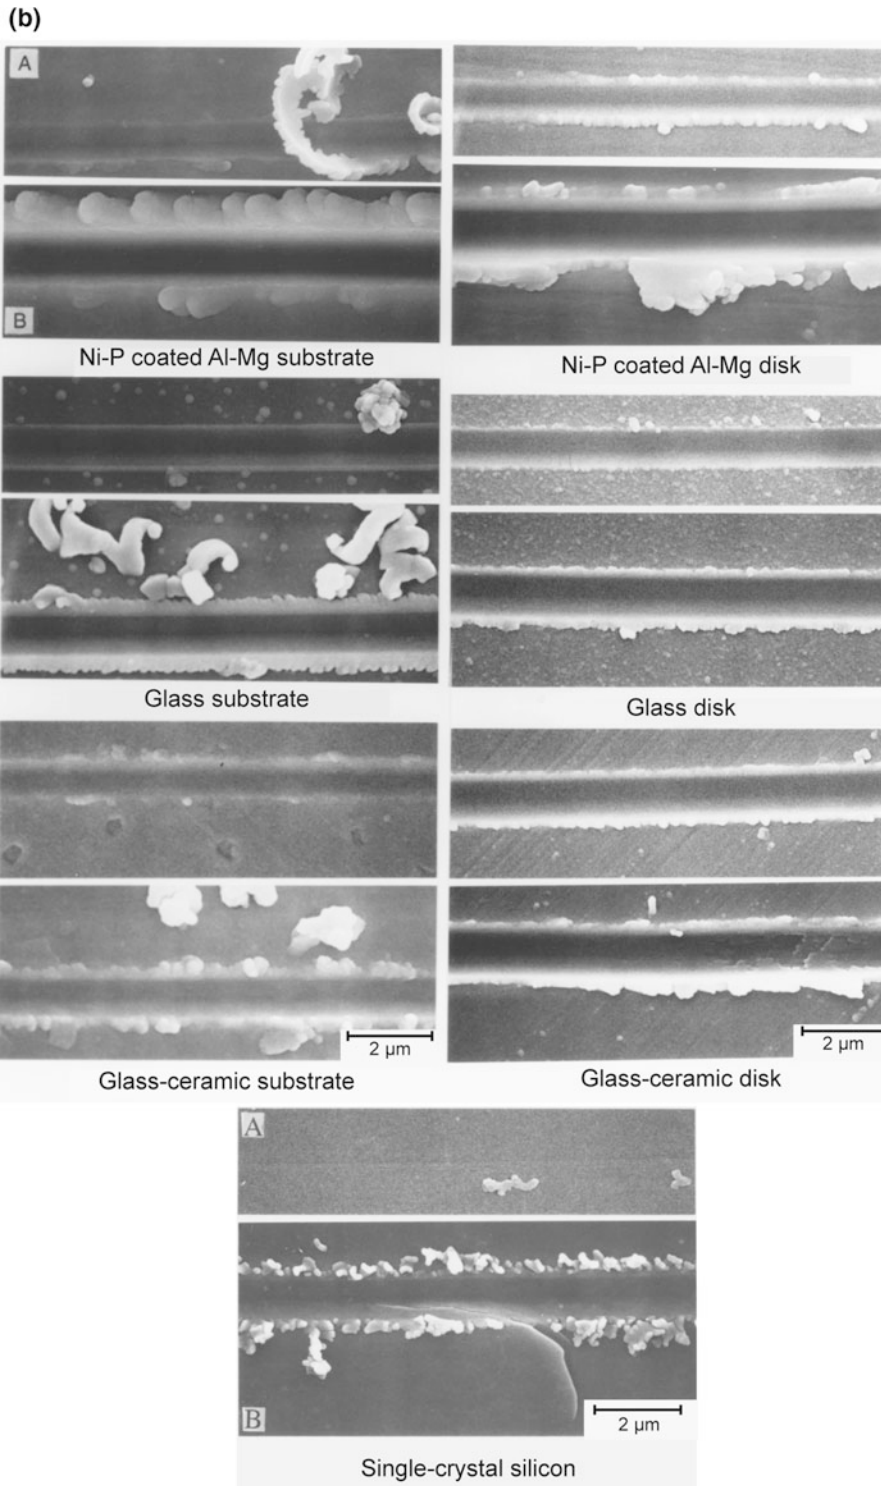 (b)
A
B
Ni-P coated Al-Mg substrate
Ni-P coated Al-Mg disk
Glass substrate
Glass disk
2 µm
2 µm
Glass-ceramic substrate
Glass-ceramic disk
A
B
2 µm
Single-crystal silicon